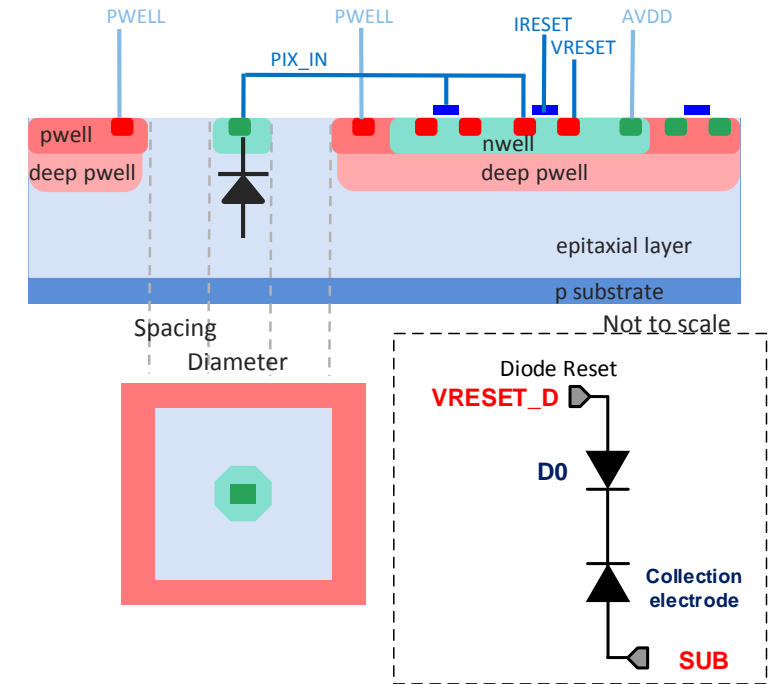 PWELL
PWELL
IRESET
AVDD
VRESET
PIX_IN
pwell
nwell
deep pwell
deep pwell
epitaxial layer
p substrate
Spacing
Not to scale
Diameter
Diode Reset
VRESET_D
D0
Collection
electrode
SUB